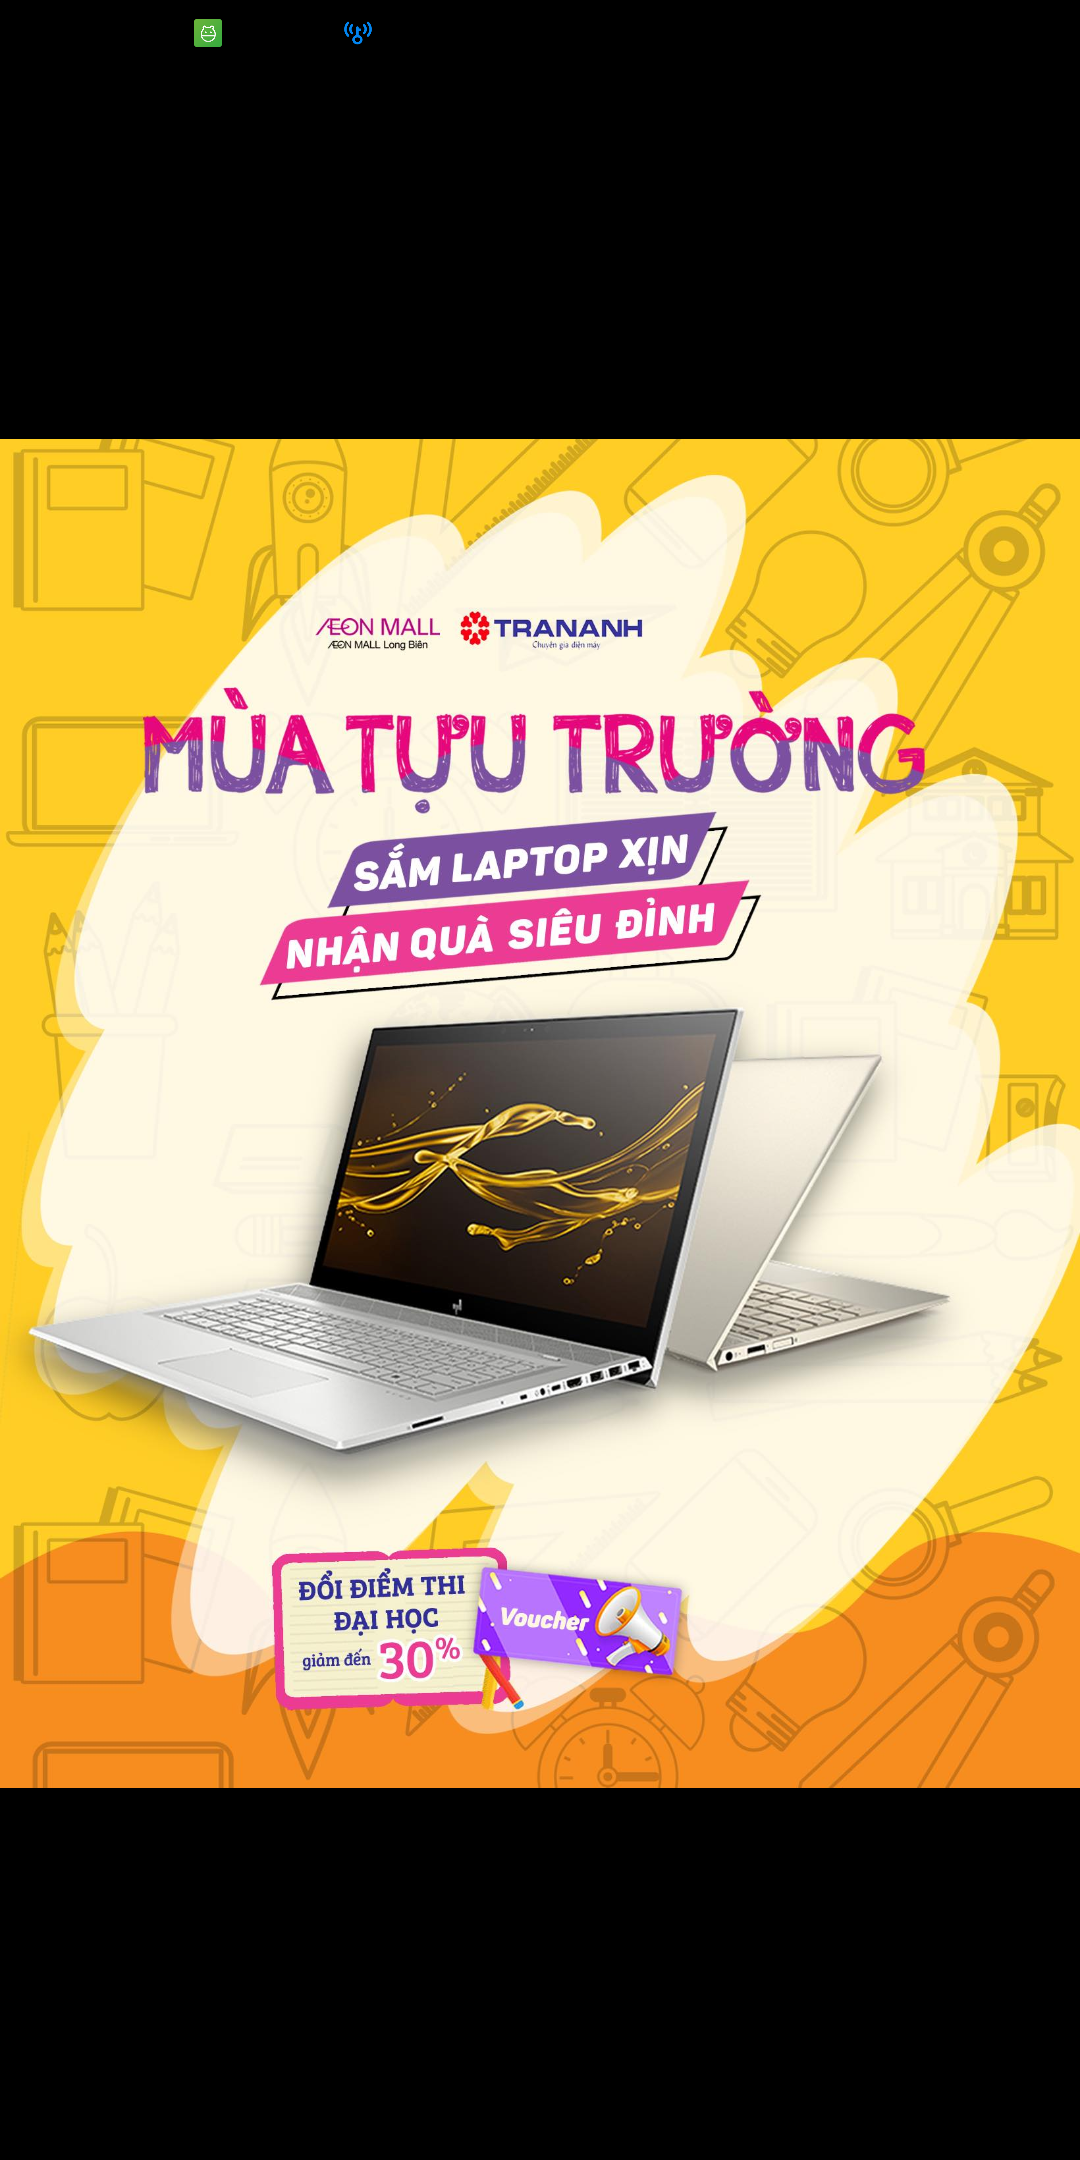 ÆON MALL
ÆON MALL Long Biên
TRANANH
Chuyên gia điện máy
MÙA TỰU TRƯỜNG
SẮM LAPTOP XỊN
NHẬN QUÀ SIÊU ĐỈNH
ĐỔI ĐIỂM THI
ĐẠI HỌC
giảm đến 30%
Voucher